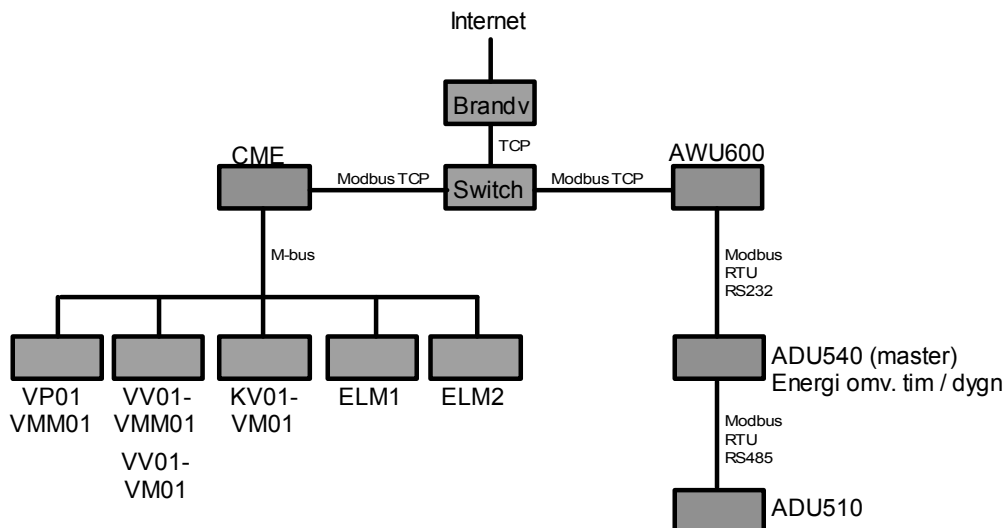 Internet
Brandv
TCP
CME
AWU600
Modbus TCP
Switch
Modbus TCP
M-bus
Modbus
RTU
RS232
VP01
VMM01
VV01-
VMM01
VV01-
VM01
KV01-
VM01
ELM1
ELM2
ADU540 (master)
Energi omv. tim / dygn
Modbus
RTU
RS485
ADU510